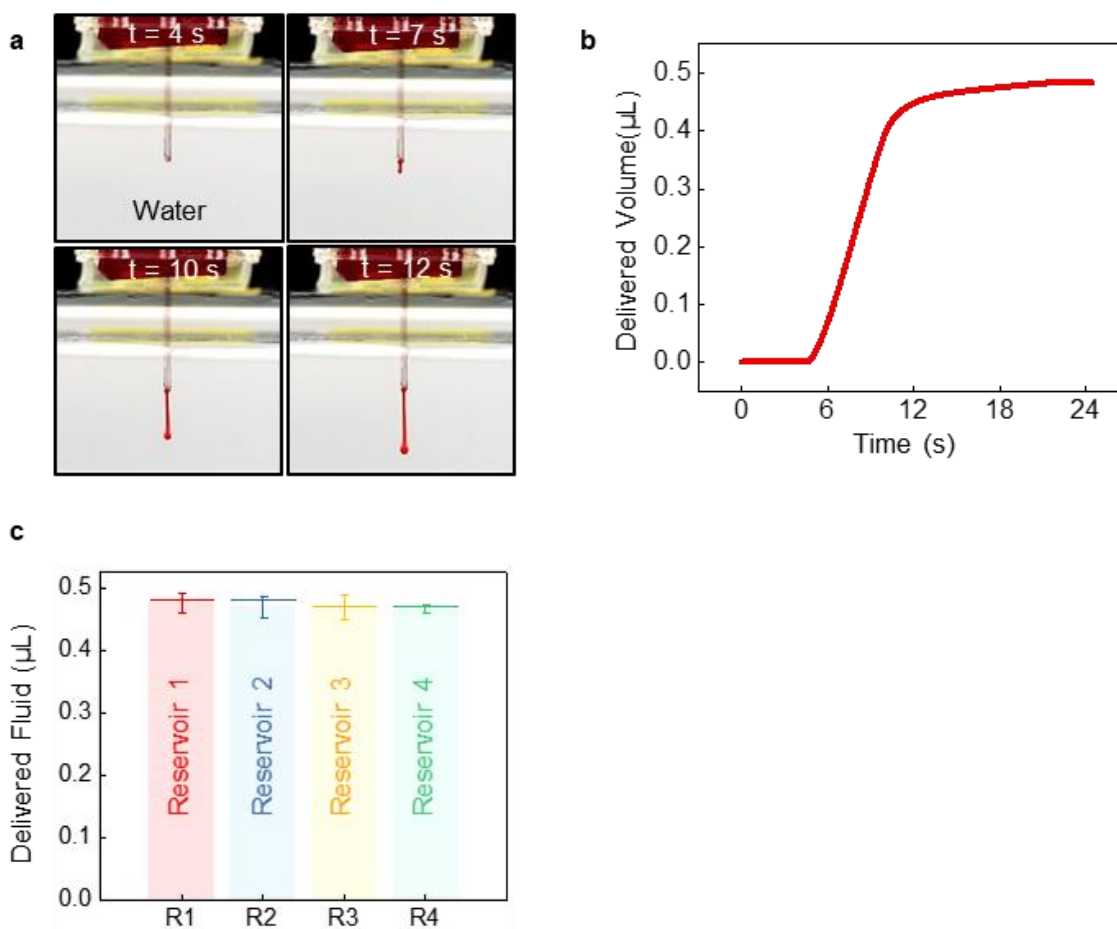 a
t = 4 s
t = 7 s
Water
t = 10 s
t = 12 s
b
Delivered Volume(μL)
0.5
0.4
0.3
0.2
0.1
0.0
0 6 12 18 24
Time (s)
c
Delivered Fluid (μL)
0.5
0.4
0.3
0.2
0.1
0.0
Reservoir 1
Reservoir 2
Reservoir 3
Reservoir 4
R1 R2 R3 R4